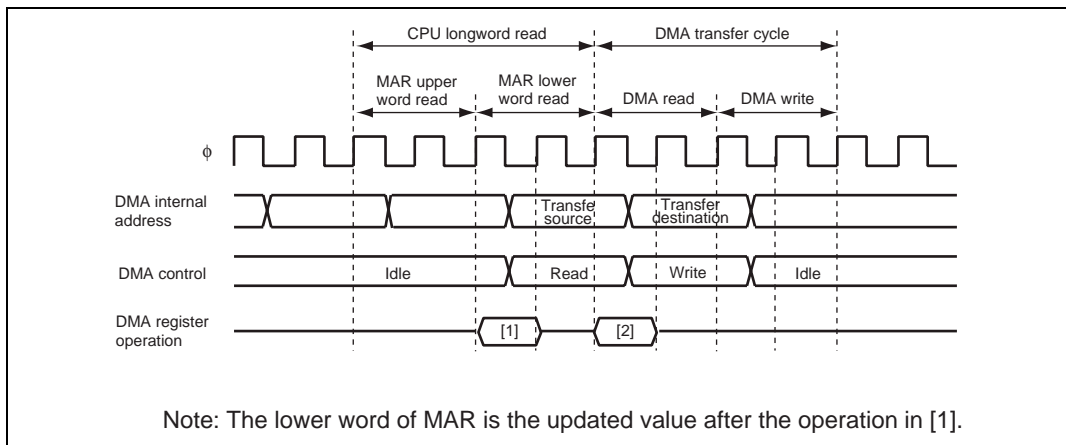 CPU longword read
DMA transfer cycle
MAR upper
word read
MAR lower
word read
DMA read
DMA write
ϕ
DMA internal
address
Transfe
source
Transfer
destination
DMA control
Idle
Read
Write
Idle
DMA register
operation
[1]
[2]
Note: The lower word of MAR is the updated value after the operation in [1].